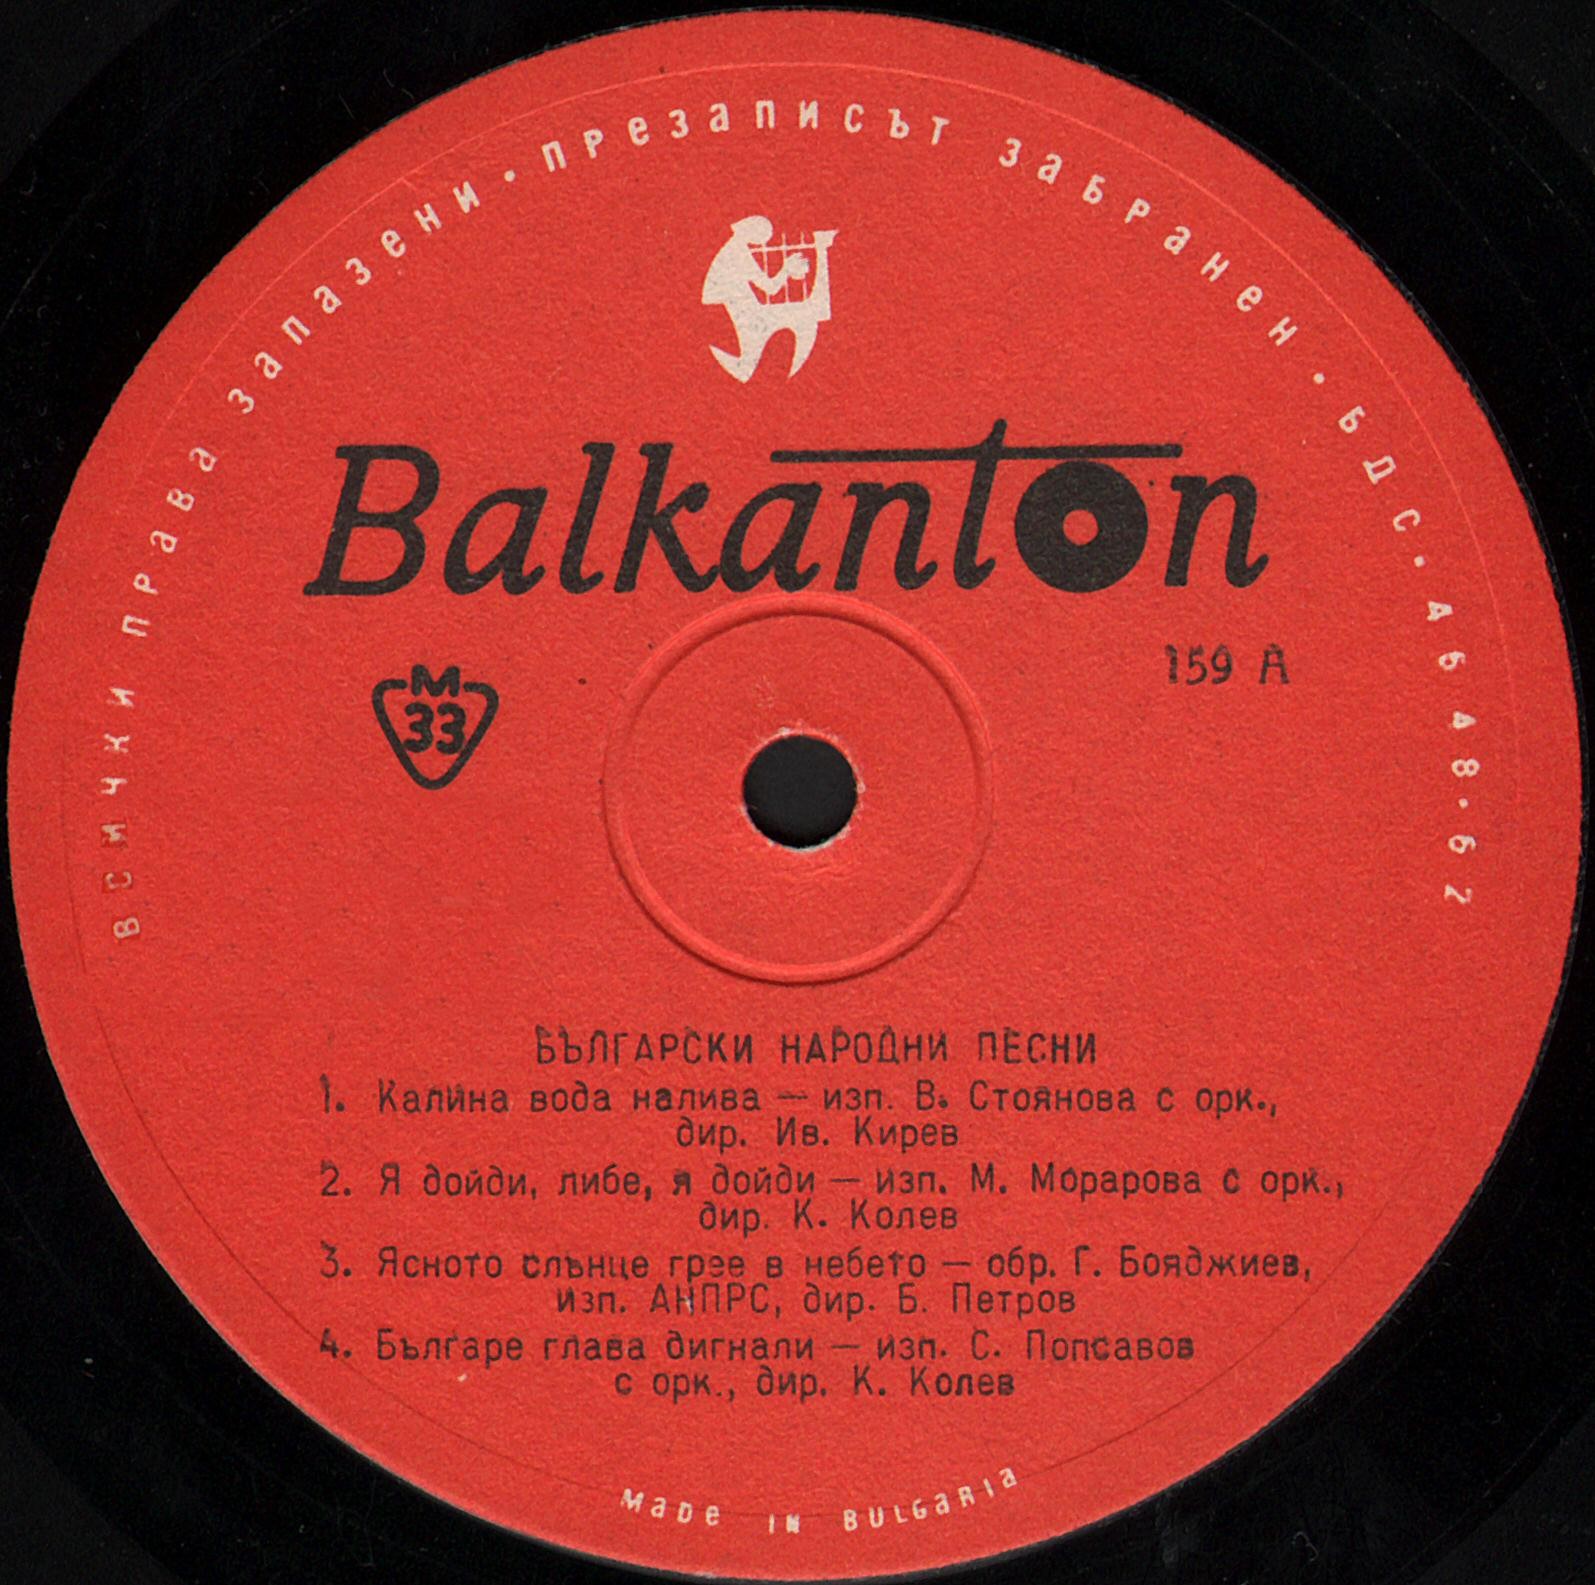 всички права запазени · презаписът забранен · БДС · 4648 · 62
Balkanton
М
33
159 А
БЪЛГАРСКИ НАРОДНИ ПЕСНИ
1. Калина вода налива — изп. В. Стоянова с орк.,
дир. Ив. Кирев
2. Я дойди, либе, я дойди — изп. М. Морарова с орк.,
дир. К. Колев
3. Ясното слънце грее в небето — обр. Г. Бояджиев,
изп. АНПРС, дир. Б. Петров
4. Българе глава дигнали — изп. С. Попсавов
с орк., дир. К. Колев
MaDe IN BULGaRIa